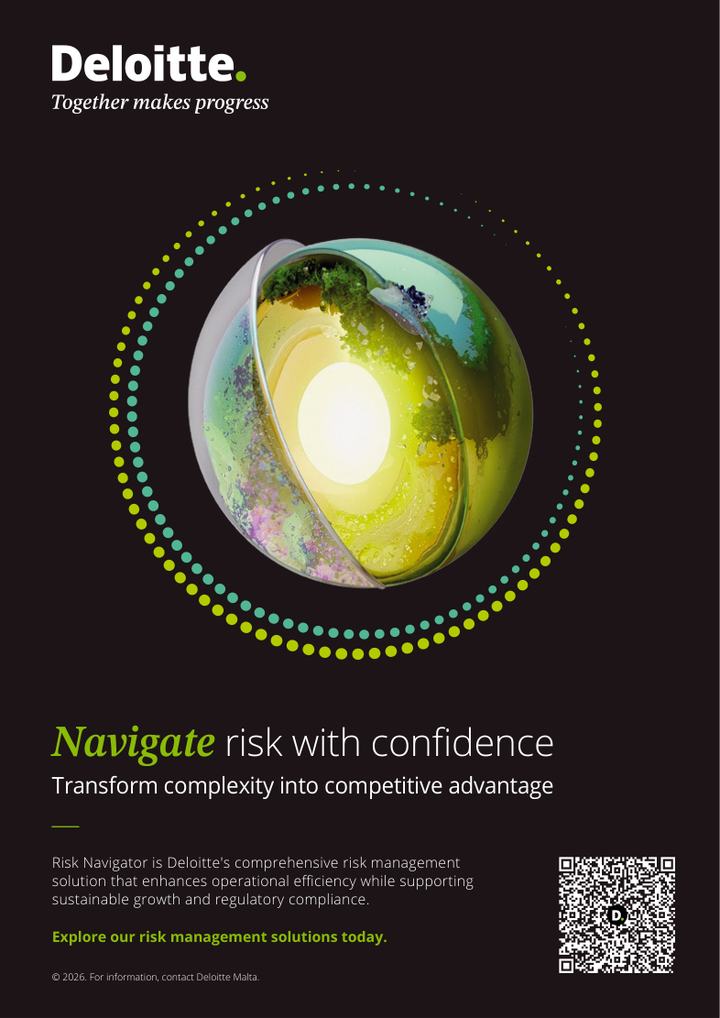 Deloitte.
Together makes progress
Navigate risk with confidence
Transform complexity into competitive advantage
Risk Navigator is Deloitte's comprehensive risk management
solution that enhances operational efficiency while supporting
sustainable growth and regulatory compliance.
Explore our risk management solutions today.
© 2026. For information, contact Deloitte Malta.
D.